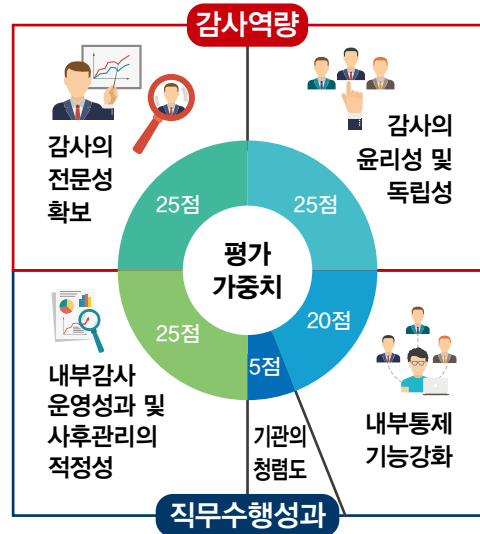 감사역량
감사의
전문성
확보
감사의
윤리성 및
독립성
25점
25점
평가
가중치
25점
20점
5점
내부감사
운영성과 및
사후관리의
적정성
기관의
청렴도
내부통제
기능강화
직무수행성과